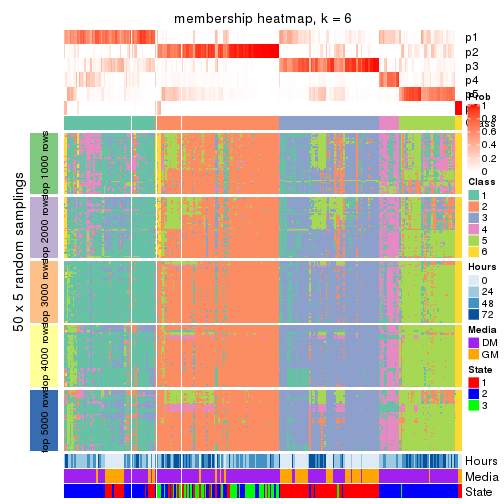 membership heatmap, k = 6
p1
p2
p3
p4
p5
Prob
1
0.8
0.6
0.4
0.2
0
Class
1
2
3
4
5
6
Hours
0
24
48
72
Media
DM
GM
State
1
2
3
50 x 5 random samplings
top 1000 rows
top 2000 rows
top 3000 rows
top 4000 rows
top 5000 rows
Hours
Media
State